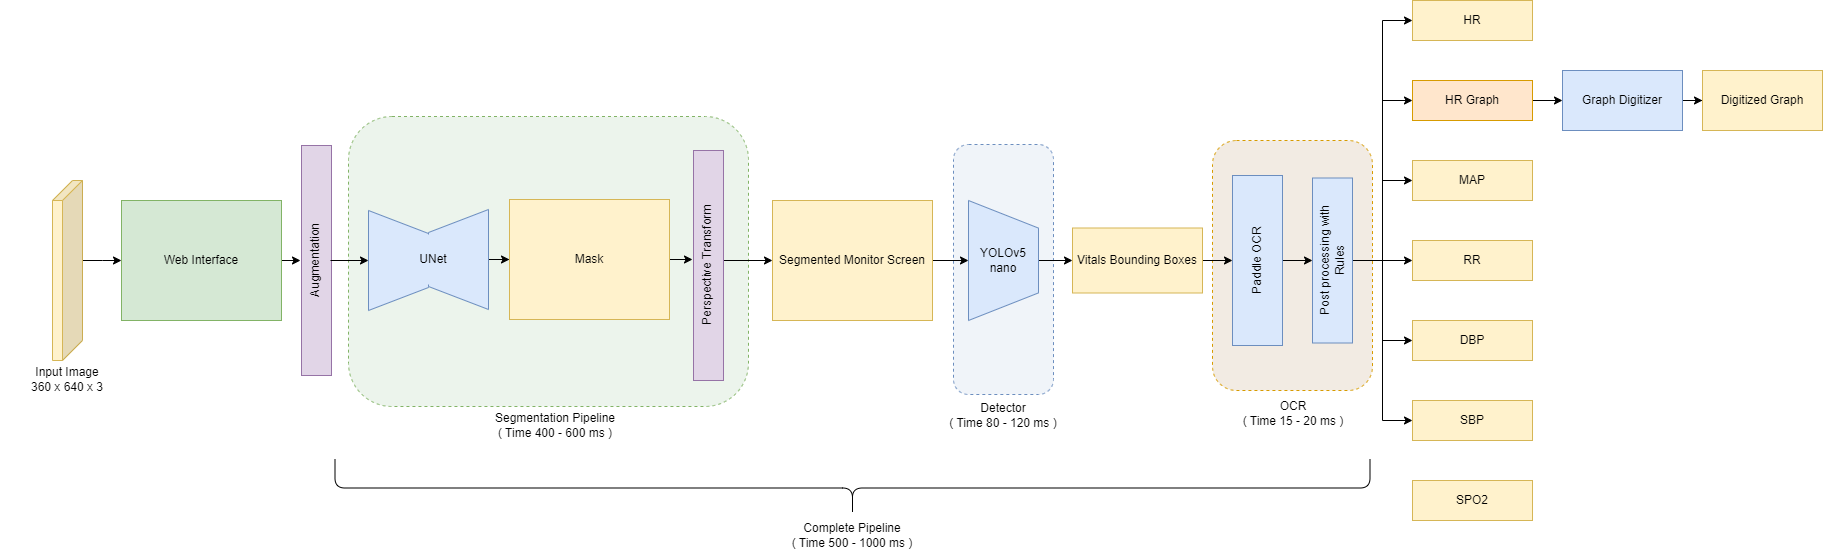 Input Image
360 x 640 x 3
Web Interface
Augmentation
UNet
Mask
Perspective Transform
Segmentation Pipeline
( Time 400 - 600 ms )
Segmented Monitor Screen
YOLOv5
nano
Detector
( Time 80 - 120 ms )
Vitals Bounding Boxes
Paddle OCR
Post processing with
Rules
OCR
( Time 15 - 20 ms )
HR
HR Graph
Graph Digitizer
Digitized Graph
MAP
RR
DBP
SBP
SPO2
Complete Pipeline
( Time 500 - 1000 ms )